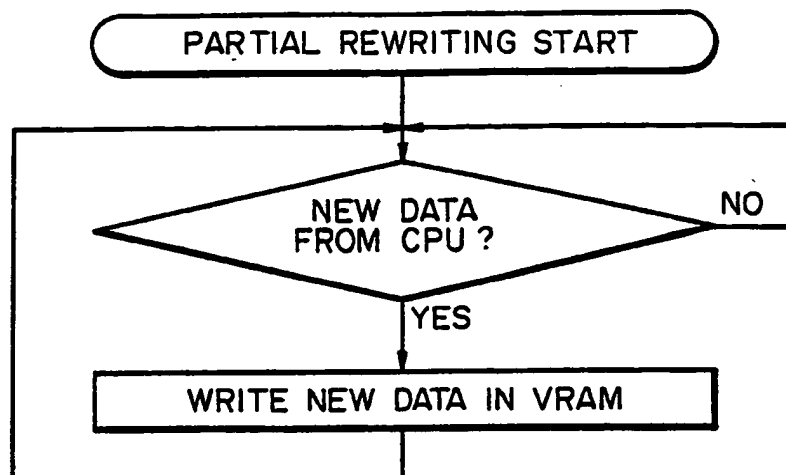 PARTIAL REWRITING START
NEW DATA
FROM CPU?
NO
YES
WRITE NEW DATA IN VRAM